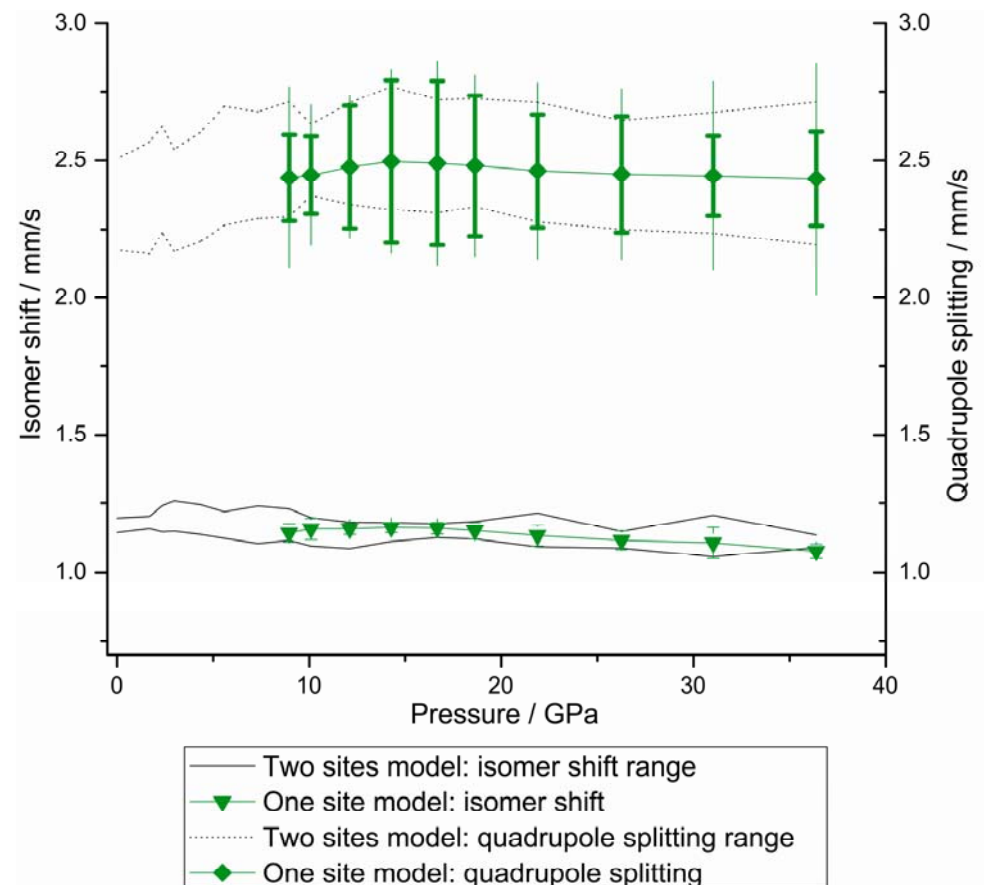 3.0
2.5
2.0
1.5
1.0
Isomer shift / mm/s
3.0
2.5
2.0
1.5
1.0
Quadrupole splitting / mm/s
0 10 20 30 40
Pressure / GPa
Two sites model: isomer shift range
One site model: isomer shift
Two sites model: quadrupole splitting range
One site model: quadrupole splitting